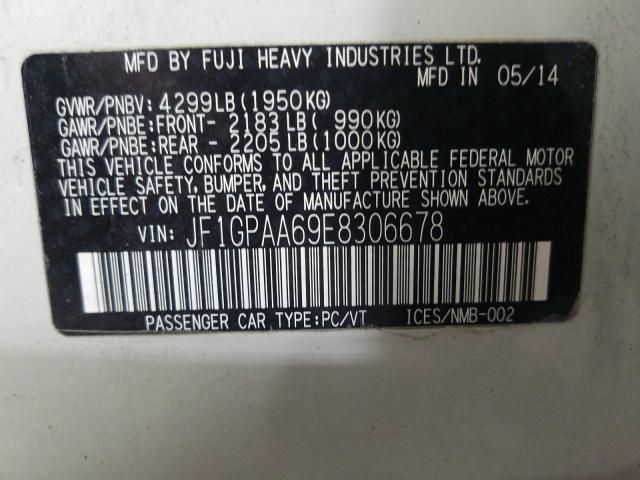 MFD BY FUJI HEAVY INDUSTRIES LTD.
MFD IN 05/14
GVWR/PNBV: 4299LB(1950KG)
GAWR/PNBE:FRONT- 2183LB( 990KG)
GAWR/PNBE:REAR - 2205LB(1000KG)
THIS VEHICLE CONFORMS TO ALL APPLICABLE FEDERAL MOTOR
VEHICLE SAFETY, BUMPER, AND THEFT PREVENTION STANDARDS
IN EFFECT ON THE DATE OF MANUFACTURE SHOWN ABOVE.
VIN: JF1GPAA69E8306678
PASSENGER CAR TYPE:PC/VT ICES/NMB-002